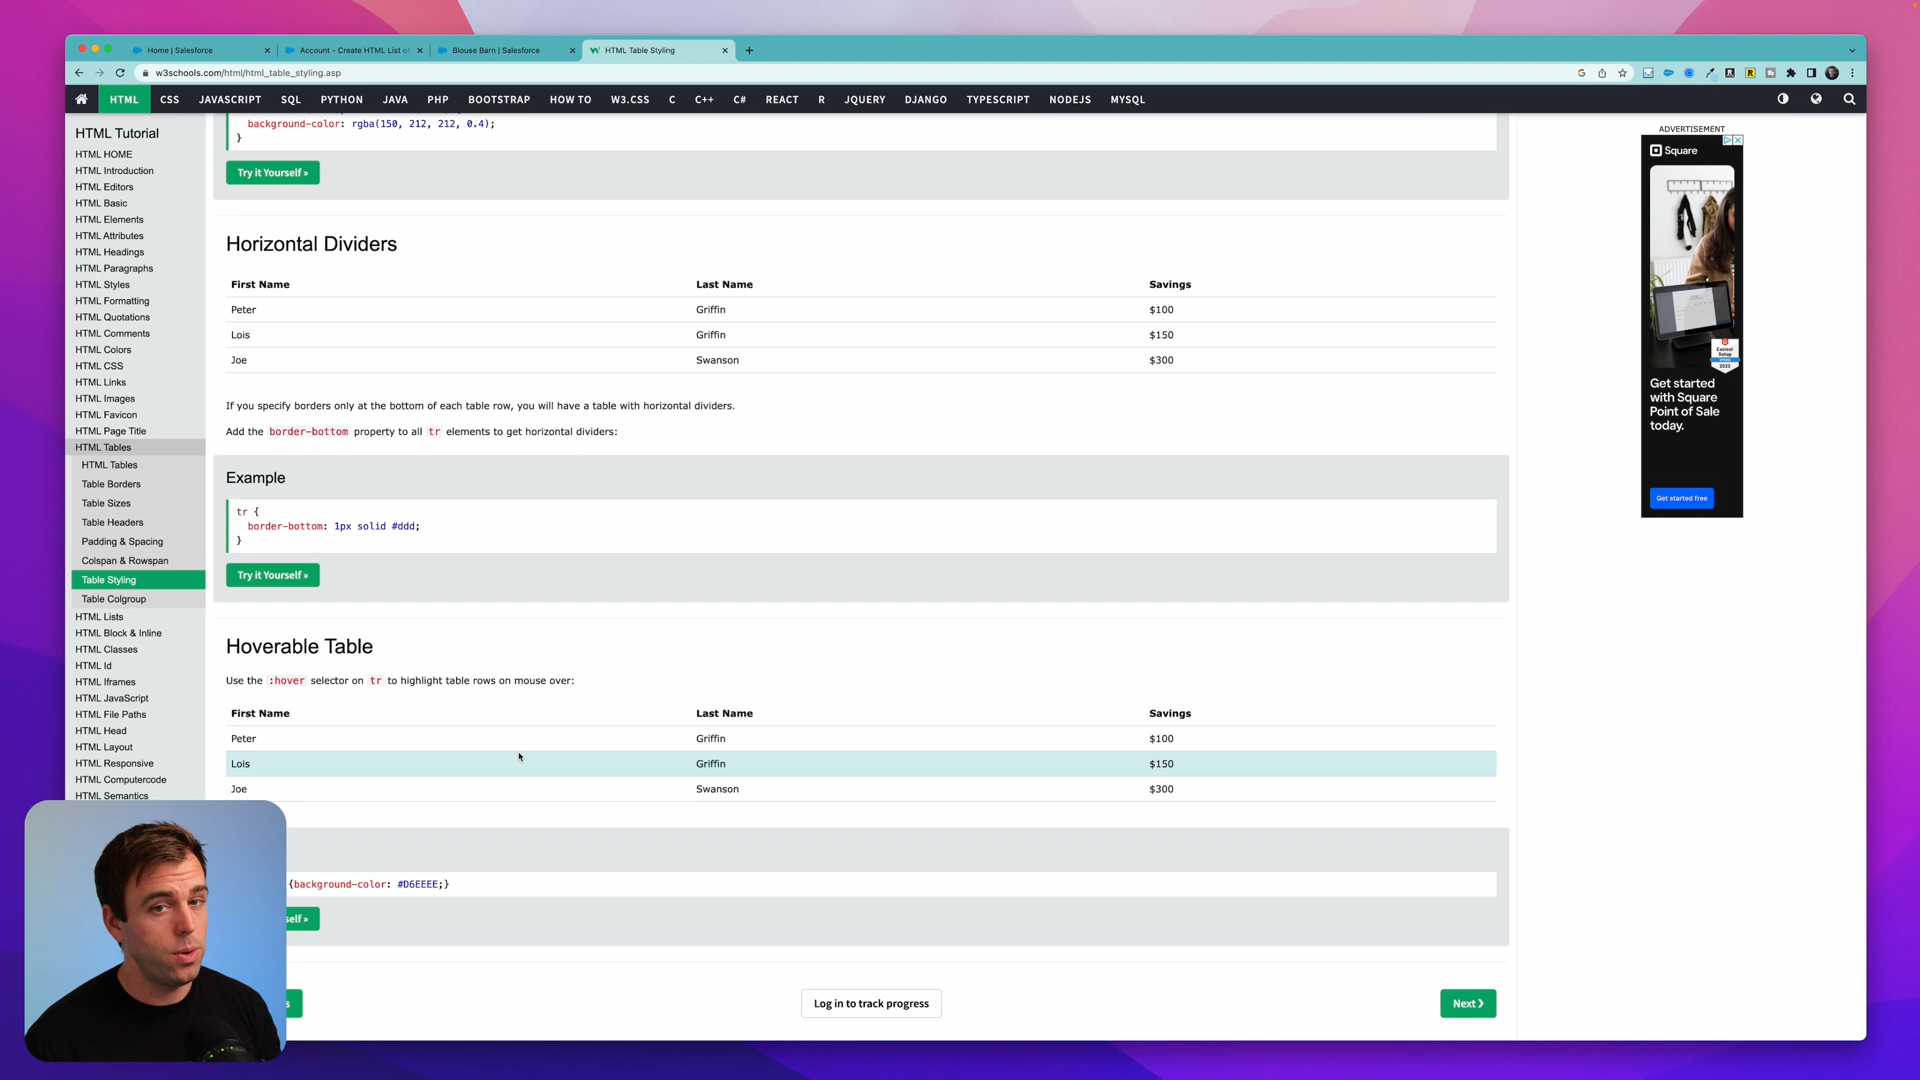 Home | Salesforce
Account - Create HTML List of
Blouse Barn | Salesforce
HTML Table Styling
w3schools.com/html/html_table_styling.asp
HTML
CSS
JAVASCRIPT
SQL
PYTHON
JAVA
PHP
BOOTSTRAP
HOW TO
W3.CSS
C
C++
C#
REACT
R
JQUERY
DJANGO
TYPESCRIPT
NODEJS
MYSQL
HTML Tutorial
HTML HOME
HTML Introduction
HTML Editors
HTML Basic
HTML Elements
HTML Attributes
HTML Headings
HTML Paragraphs
HTML Styles
HTML Formatting
HTML Quotations
HTML Comments
HTML Colors
HTML CSS
HTML Links
HTML Images
HTML Favicon
HTML Page Title
HTML Tables
HTML Tables
Table Borders
Table Sizes
Table Headers
Padding & Spacing
Colspan & Rowspan
Table Styling
Table Colgroup
HTML Lists
HTML Block & Inline
HTML Classes
HTML Id
HTML Iframes
HTML JavaScript
HTML File Paths
HTML Head
HTML Layout
HTML Responsive
HTML Computercode
HTML Semantics
background-color: rgba(150, 212, 212, 0.4);
}
Try it Yourself »
Horizontal Dividers
First Name Last Name Savings
Peter Griffin $100
Lois Griffin $150
Joe Swanson $300
If you specify borders only at the bottom of each table row, you will have a table with horizontal dividers.
Add the border-bottom property to all tr elements to get horizontal dividers:
Example
tr {
border-bottom: 1px solid #ddd;
}
Try it Yourself »
Hoverable Table
Use the :hover selector on tr to highlight table rows on mouse over:
First Name Last Name Savings
Peter Griffin $100
Lois Griffin $150
Joe Swanson $300
{background-color: #D6EEEE;}
self »
s
Log in to track progress
Next ❯
ADVERTISEMENT
Square
Easiest
Setup
2022
Get started
with Square
Point of Sale
today.
Get started free